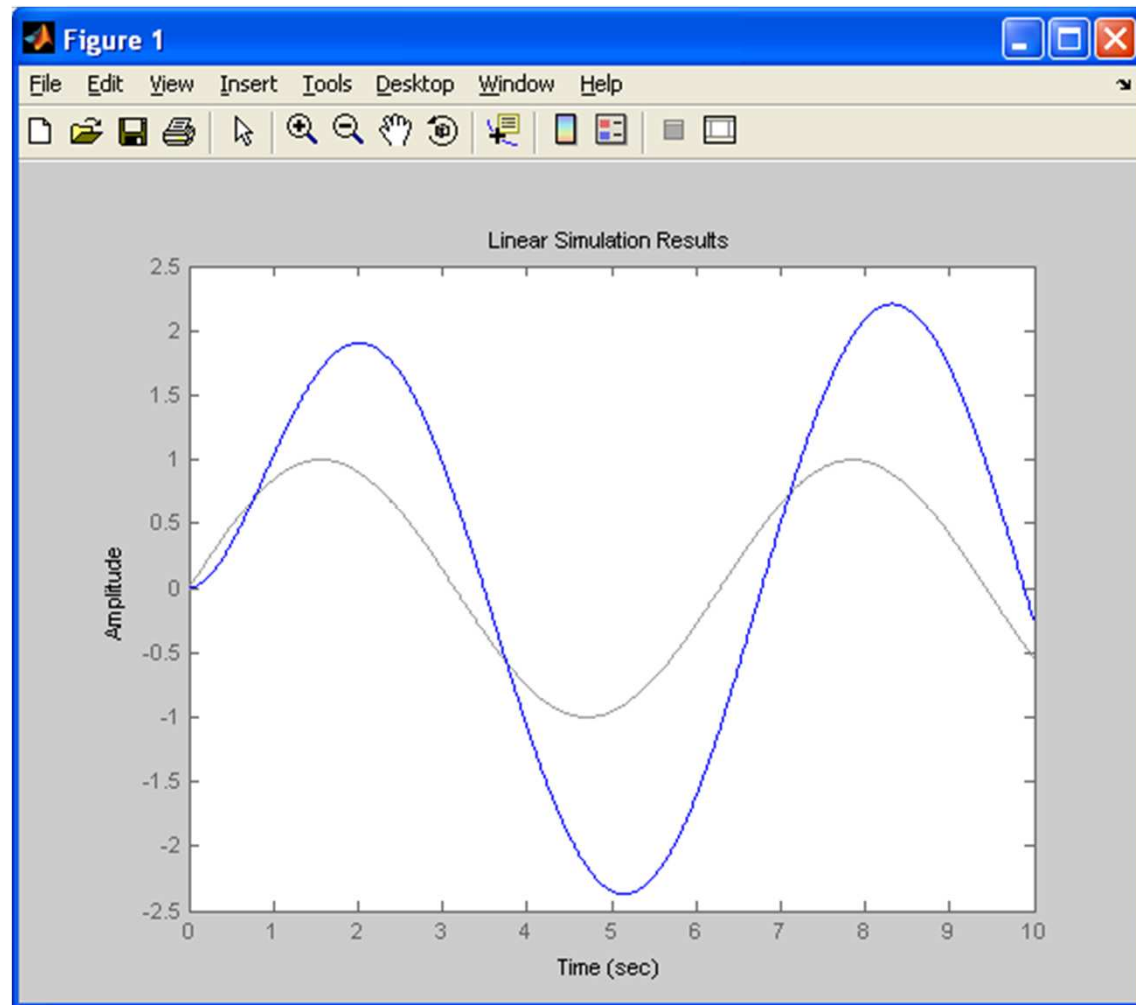 Figure 1
File Edit View Insert Tools Desktop Window Help
Linear Simulation Results
2.5
2
1.5
1
0.5
0
-0.5
-1
-1.5
-2
-2.5
Amplitude
0 1 2 3 4 5 6 7 8 9 10
Time (sec)